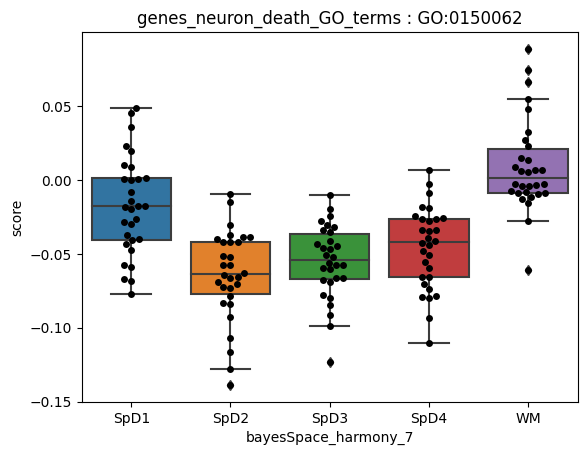 genes_neuron_death_GO_terms : GO:0150062
score
0.05
0.00
−0.05
−0.10
−0.15
SpD1 SpD2 SpD3 SpD4 WM
bayesSpace_harmony_7